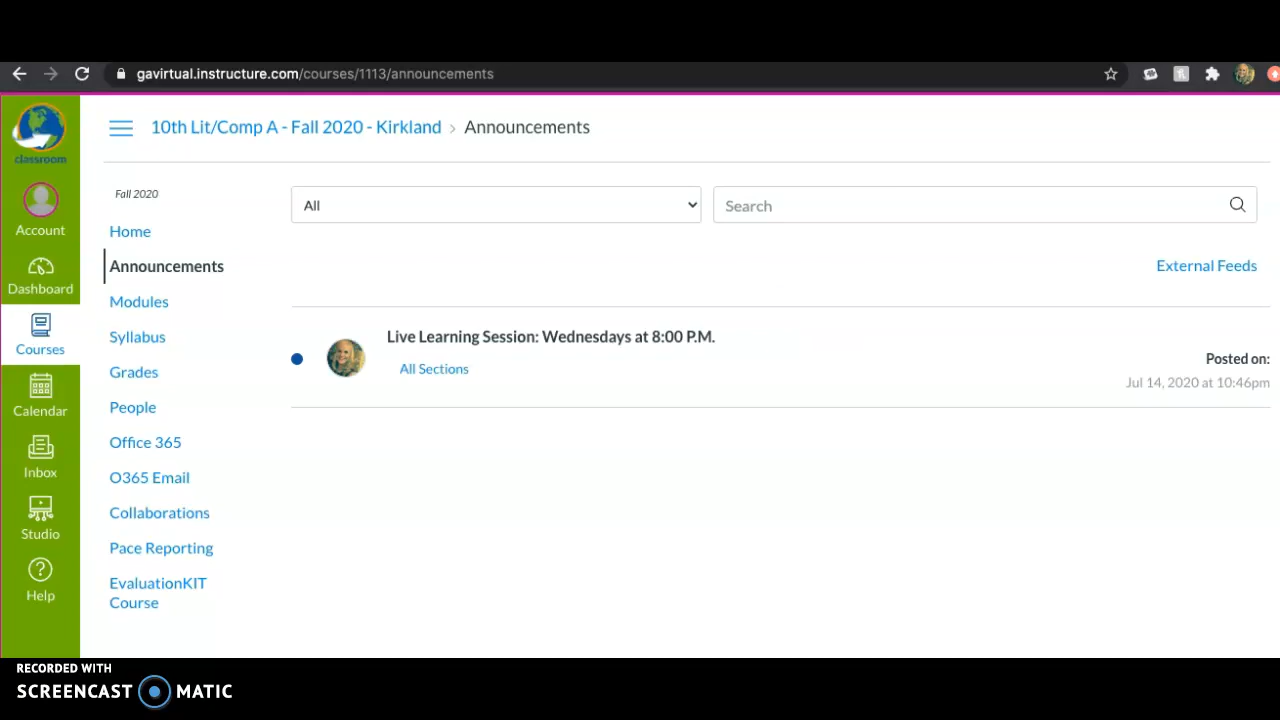 gavirtual.instructure.com/courses/1113/announcements
classroom
Account
Dashboard
Courses
Calendar
Inbox
Studio
Help
10th Lit/Comp A - Fall 2020 - Kirkland > Announcements
Fall 2020
Home
Announcements
Modules
Syllabus
Grades
People
Office 365
O365 Email
Collaborations
Pace Reporting
EvaluationKIT
Course
All
Search
External Feeds
Live Learning Session: Wednesdays at 8:00 P.M.
All Sections
Posted on:
Jul 14, 2020 at 10:46pm
RECORDED WITH
SCREENCAST MATIC